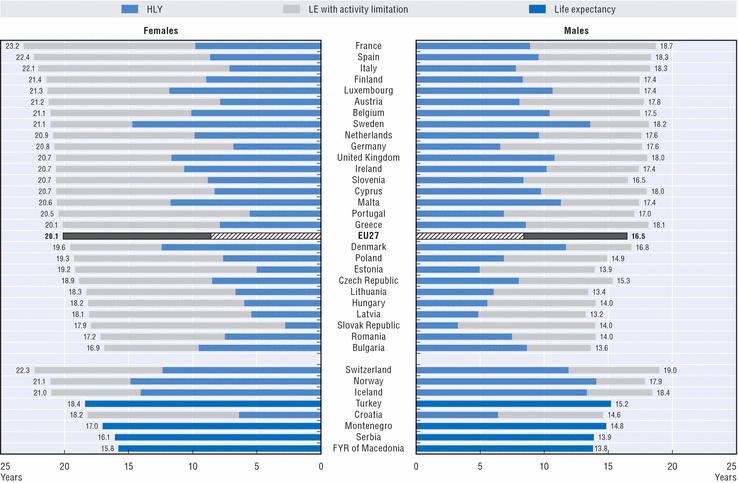 HLY LE with activity limitation Life expectancy
Females Males
23.2 France 18.7
22.4 Spain 18.3
22.1 Italy 18.3
21.4 Finland 17.4
21.3 Luxembourg 17.4
21.2 Austria 17.8
21.1 Belgium 17.5
21.1 Sweden 18.2
20.9 Netherlands 17.6
20.8 Germany 17.6
20.7 United Kingdom 18.0
20.7 Ireland 17.4
20.7 Slovenia 16.5
20.7 Cyprus 18.0
20.6 Malta 17.4
20.5 Portugal 17.0
20.1 Greece 18.1
20.1 EU27 16.5
19.6 Denmark 16.8
19.3 Poland 14.9
19.2 Estonia 13.9
18.9 Czech Republic 15.3
18.3 Lithuania 13.4
18.2 Hungary 14.0
18.1 Latvia 13.2
17.9 Slovak Republic 14.0
17.2 Romania 14.0
16.9 Bulgaria 13.6
22.3 Switzerland 19.0
21.1 Norway 17.9
21.0 Iceland 18.4
18.4 Turkey 15.2
18.2 Croatia 14.6
17.0 Montenegro 14.8
16.1 Serbia 13.9
15.8 FYR of Macedonia 13.8
25 20 15 10 5 0 0 5 10 15 20 25
Years Years